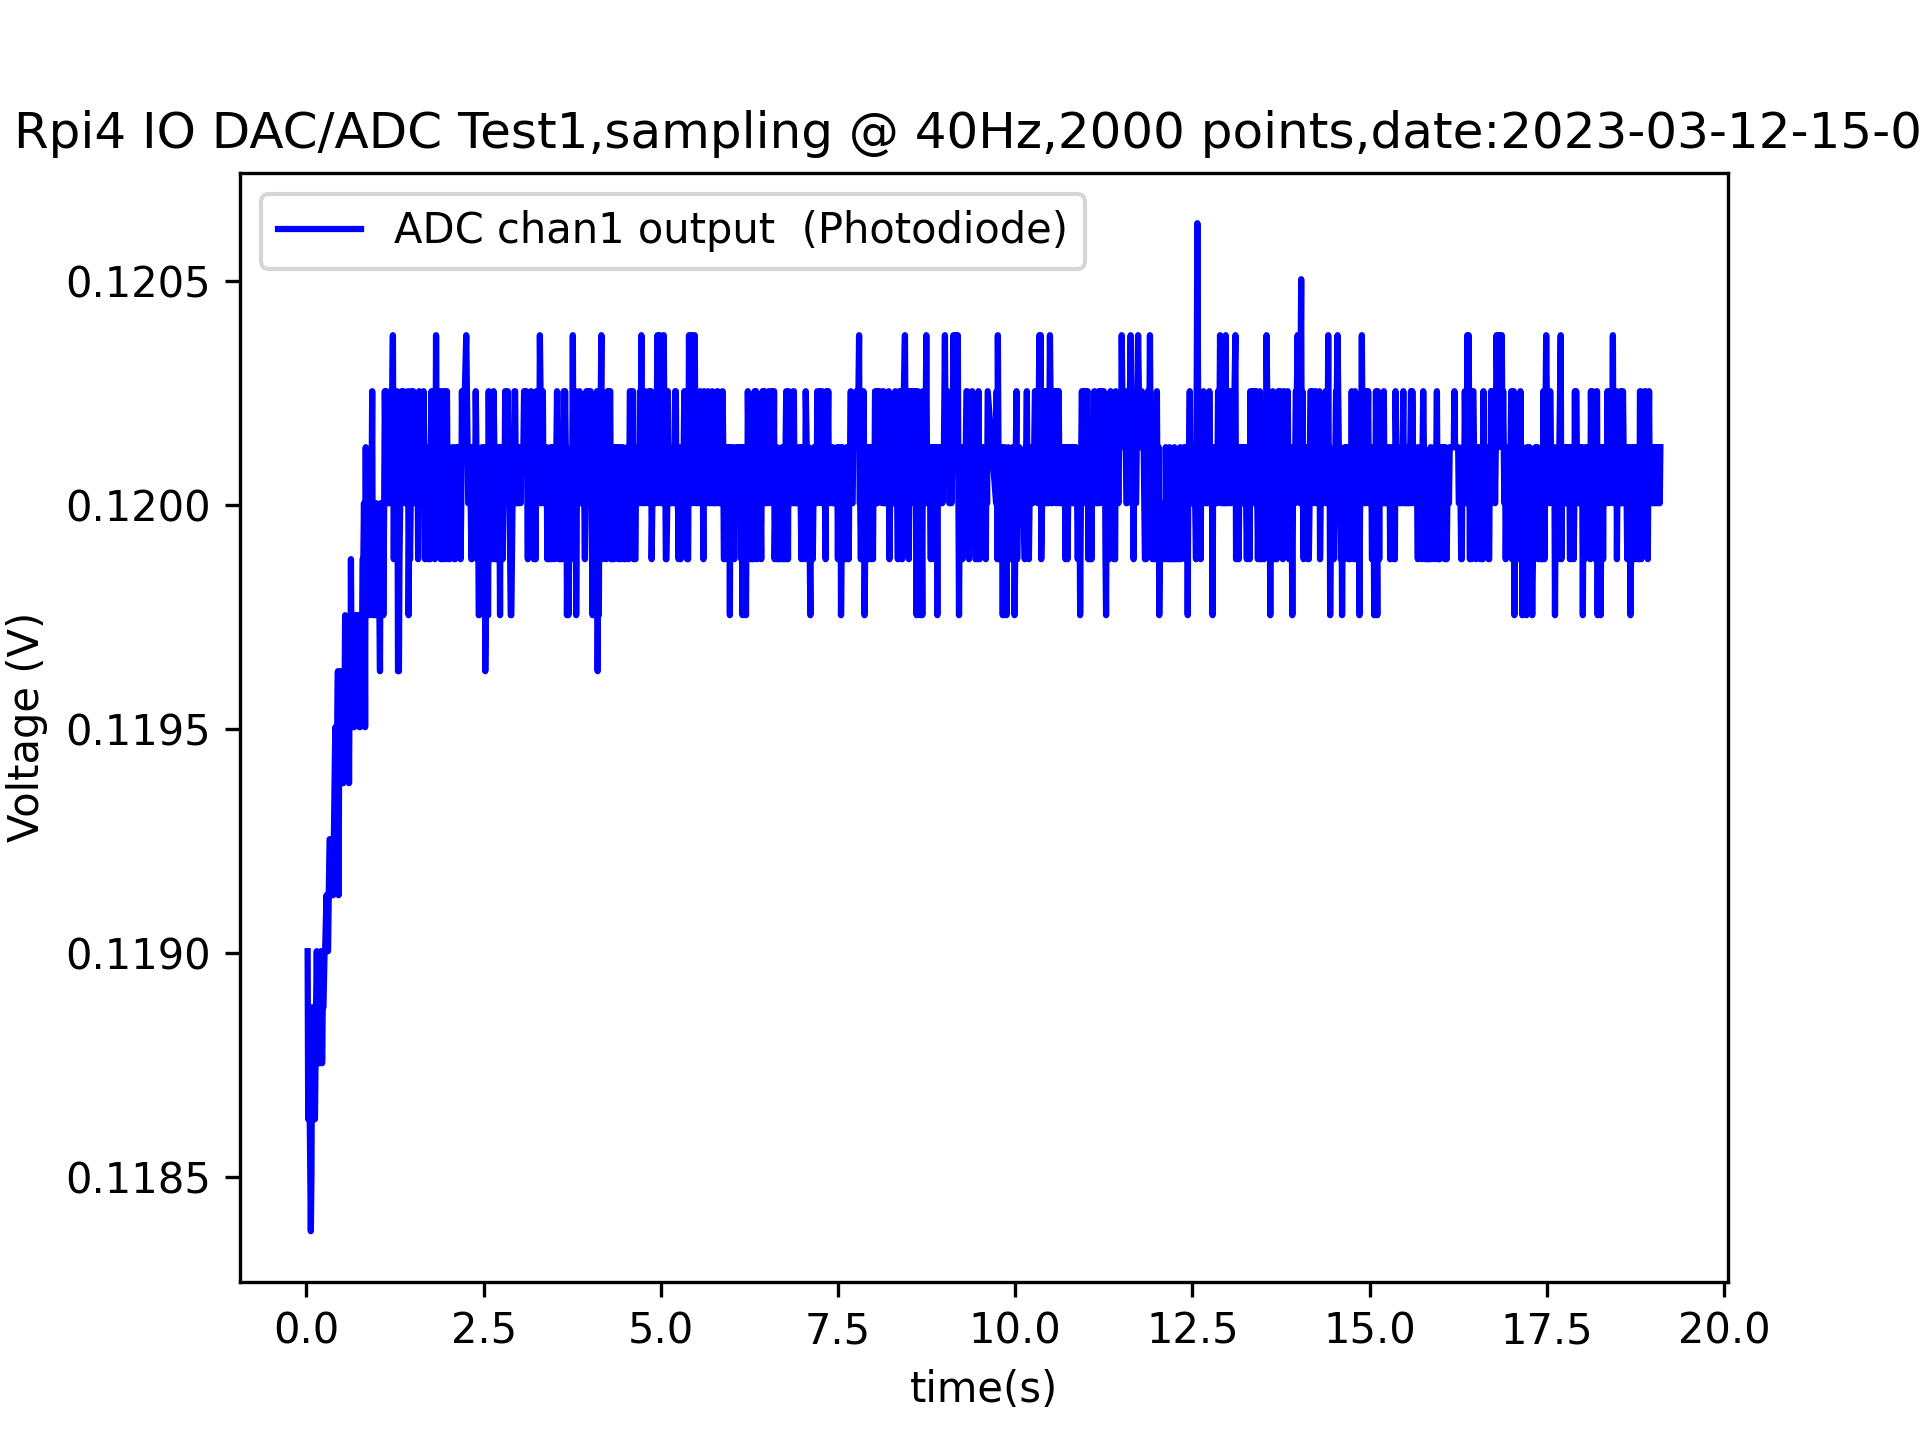 Rpi4 IO DAC/ADC Test1,sampling @ 40Hz,2000 points,date:2023-03-12-15-0
ADC chan1 output  (Photodiode)
0.1205
0.1200
0.1195
0.1190
0.1185
Voltage (V)
0.0 2.5 5.0 7.5 10.0 12.5 15.0 17.5 20.0
time(s)